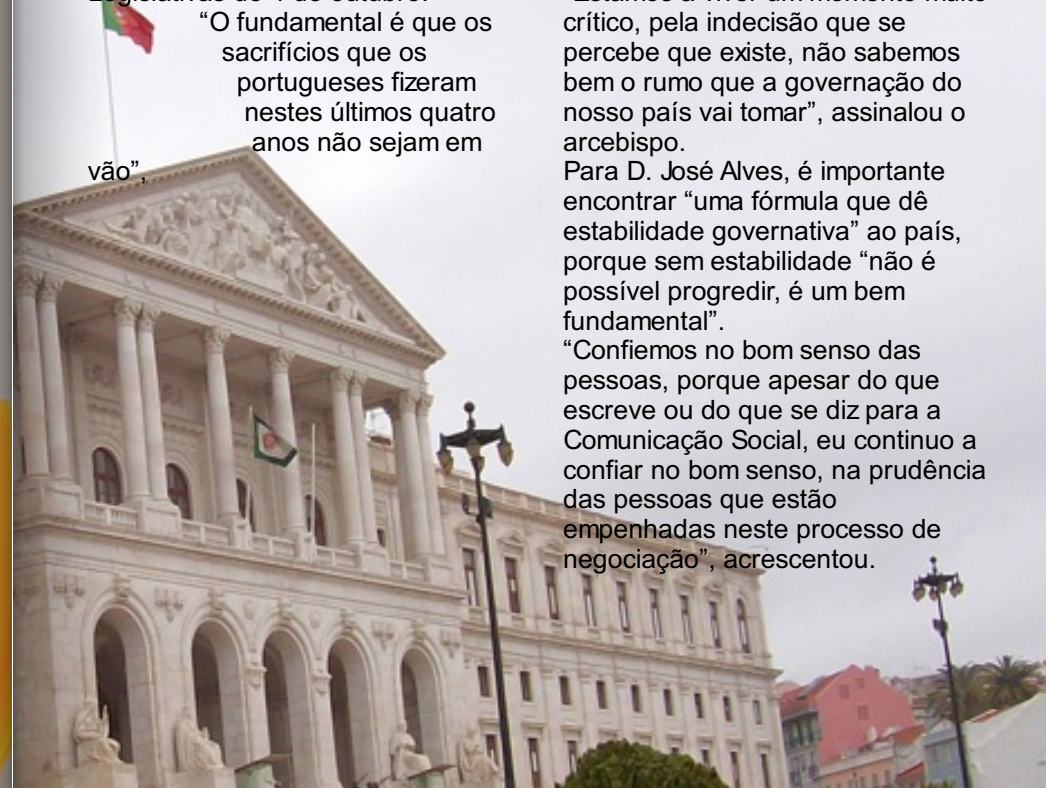 “O fundamental é que os
sacrifícios que os
portugueses fizeram
nestes últimos quatro
anos não sejam em
vão”,
crítico, pela indecisão que se
percebe que existe, não sabemos
bem o rumo que a governação do
nosso país vai tomar”, assinalou o
arcebispo.
Para D. José Alves, é importante
encontrar “uma fórmula que dê
estabilidade governativa” ao país,
porque sem estabilidade “não é
possível progredir, é um bem
fundamental”.
“Confiemos no bom senso das
pessoas, porque apesar do que
escreve ou do que se diz para a
Comunicação Social, eu continuo a
confiar no bom senso, na prudência
das pessoas que estão
empenhadas neste processo de
negociação”, acrescentou.